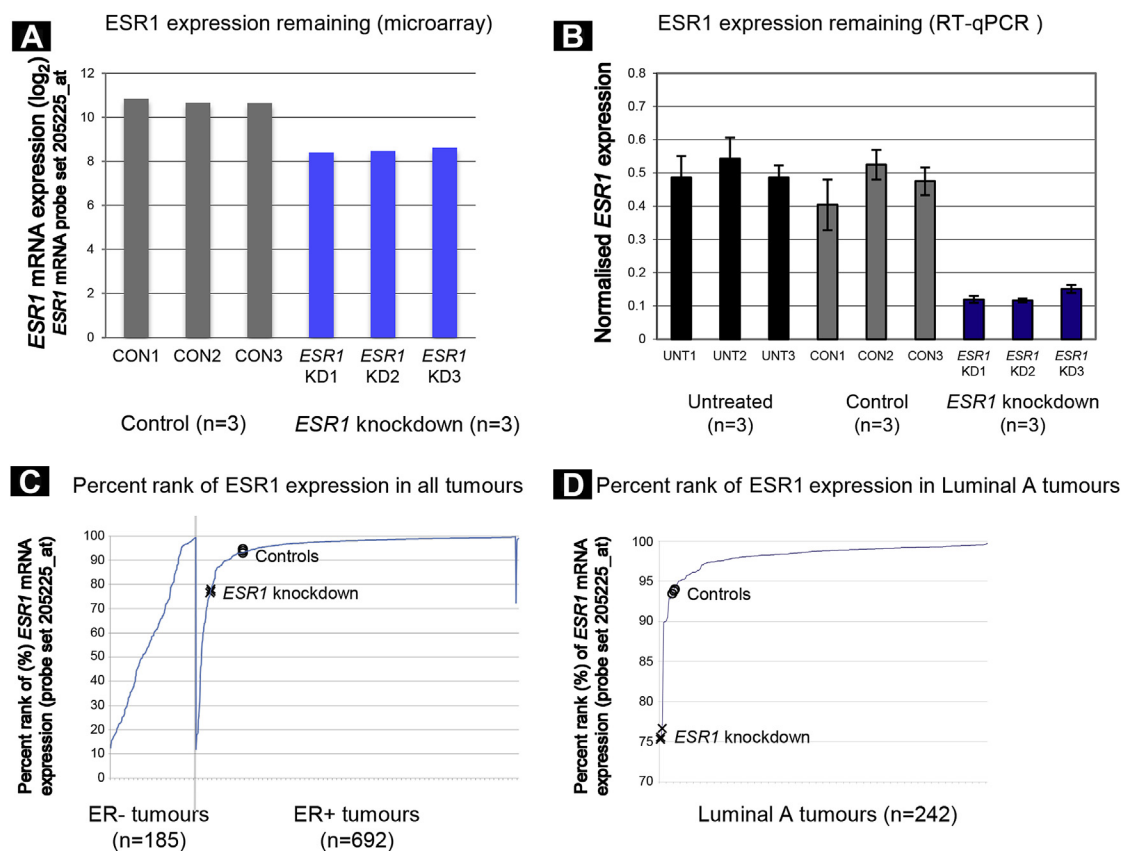 A
ESR1 expression remaining (microarray)
ESR1 mRNA expression (log2)
ESR1 mRNA probe set 205225_at
12
10
8
6
4
2
0
CON1 CON2 CON3 ESR1 KD1 ESR1 KD2 ESR1 KD3
Control (n=3) ESR1 knockdown (n=3)
B
ESR1 expression remaining (RT-qPCR )
Normalised ESR1 expression
0.8
0.7
0.6
0.5
0.4
0.3
0.2
0.1
0
UNT1 UNT2 UNT3 CON1 CON2 CON3 ESR1 KD1 ESR1 KD2 ESR1 KD3
Untreated (n=3)
Control (n=3)
ESR1 knockdown (n=3)
C
Percent rank of ESR1 expression in all tumours
Percent rank of (%) ESR1 mRNA
expression (probe set 205225_at)
100
90
80
70
60
50
40
30
20
10
0
Controls
ESR1 knockdown
ER- tumours (n=185)
ER+ tumours (n=692)
D
Percent rank of ESR1 expression in Luminal A tumours
Percent rank (%) of ESR1 mRNA
expression (probe set 205225_at)
100
95
90
85
80
75
70
Controls
ESR1 knockdown
Luminal A tumours (n=242)